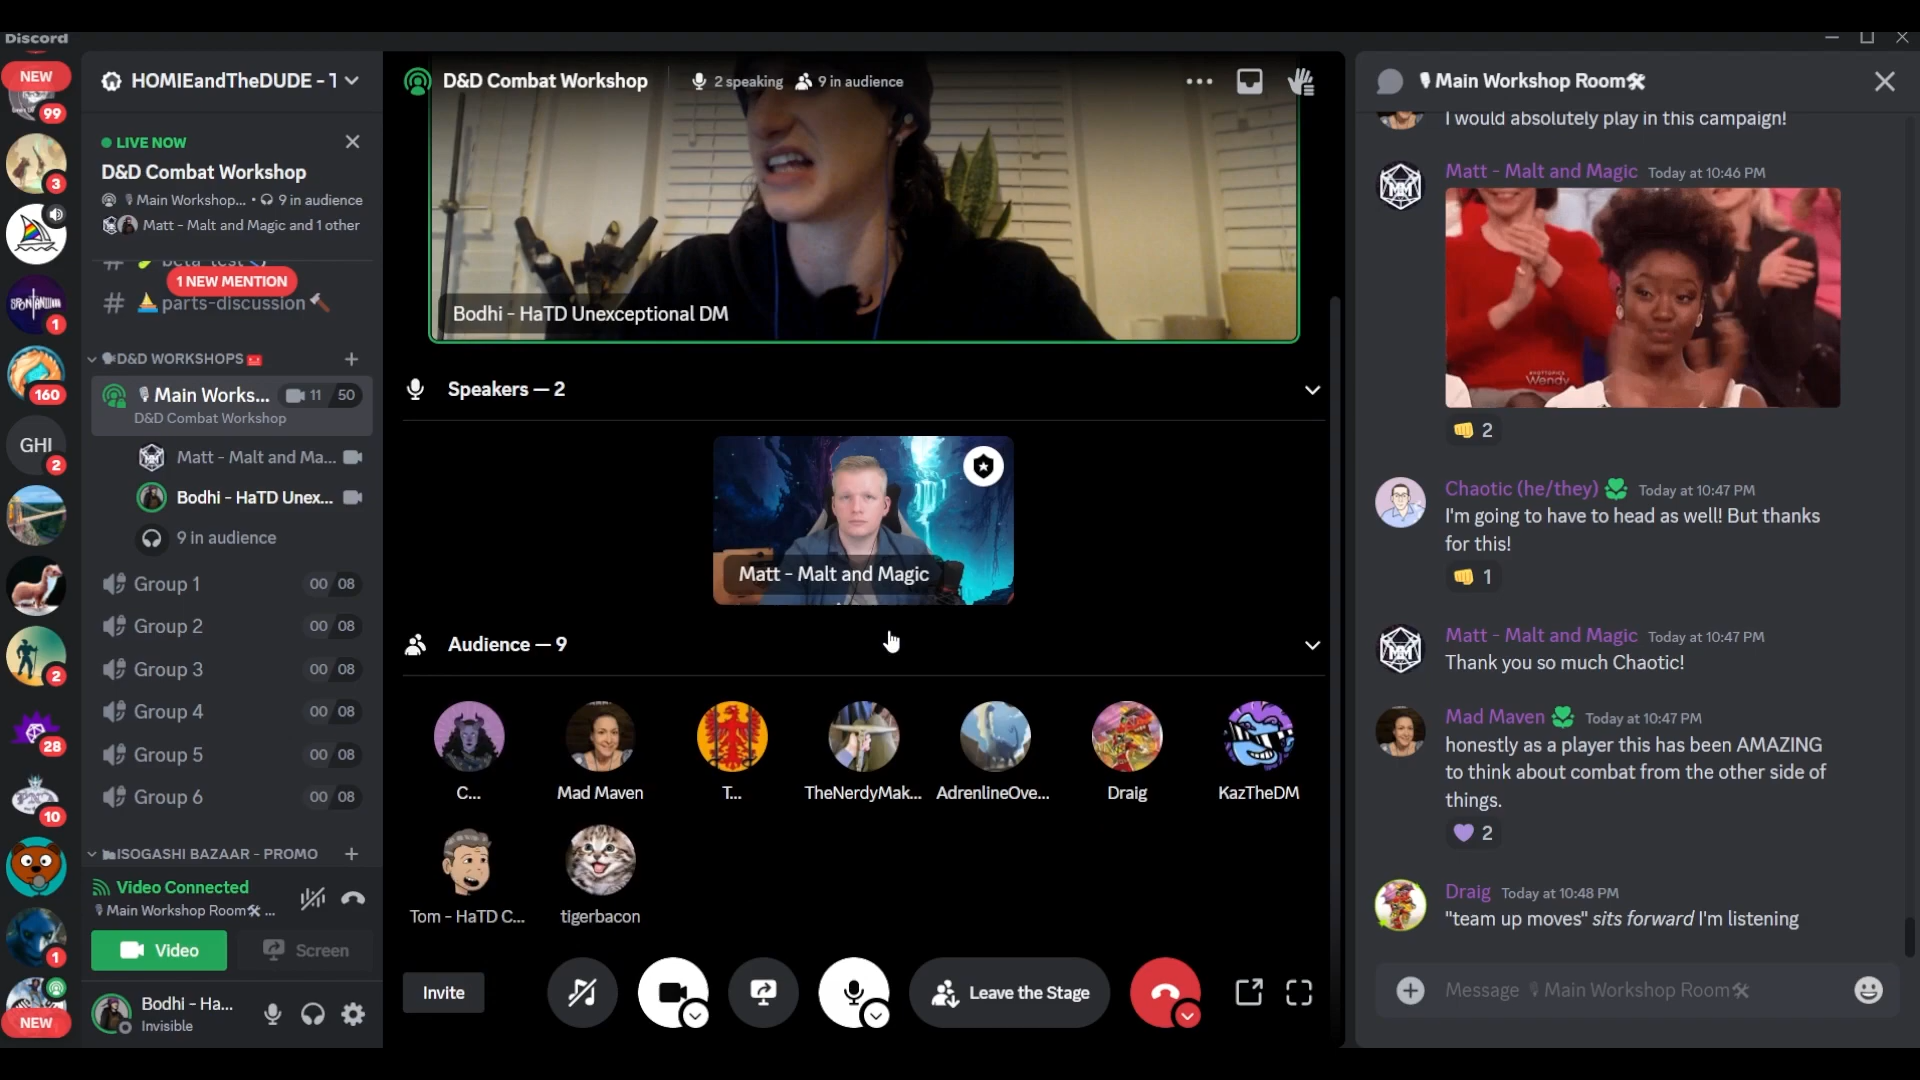 Discord
NEW
99
3
1
160
GHI
2
2
28
10
1
NEW
HOMIEandTheDUDE - T
LIVE NOW
D&D Combat Workshop
Main Workshop... • 9 in audience
Matt - Malt and Magic and 1 other
beta-test
1 NEW MENTION
# parts-discussion
D&D WORKSHOPS
Main Works... 11 50
D&D Combat Workshop
Matt - Malt and Ma...
Bodhi - HaTD Unex...
9 in audience
Group 1 00 08
Group 2 00 08
Group 3 00 08
Group 4 00 08
Group 5 00 08
Group 6 00 08
ISOGASHI BAZAAR - PROMO
Video Connected
Main Workshop Room ...
Video
Screen
Bodhi - Ha...
Invisible
D&D Combat Workshop
2 speaking 9 in audience
Bodhi - HaTD Unexceptional DM
Speakers — 2
Matt - Malt and Magic
Audience — 9
C...
Mad Maven
T...
TheNerdyMak...
AdrenlineOve...
Draig
KazTheDM
Tom - HaTD C...
tigerbacon
Invite
Leave the Stage
Main Workshop Room
I would absolutely play in this campaign!
Matt - Malt and Magic Today at 10:46 PM
Wendy
2
Chaotic (he/they) Today at 10:47 PM
I'm going to have to head as well! But thanks
for this!
1
Matt - Malt and Magic Today at 10:47 PM
Thank you so much Chaotic!
Mad Maven Today at 10:47 PM
honestly as a player this has been AMAZING
to think about combat from the other side of
things.
2
Draig Today at 10:48 PM
"team up moves" sits forward I'm listening
Message Main Workshop Room